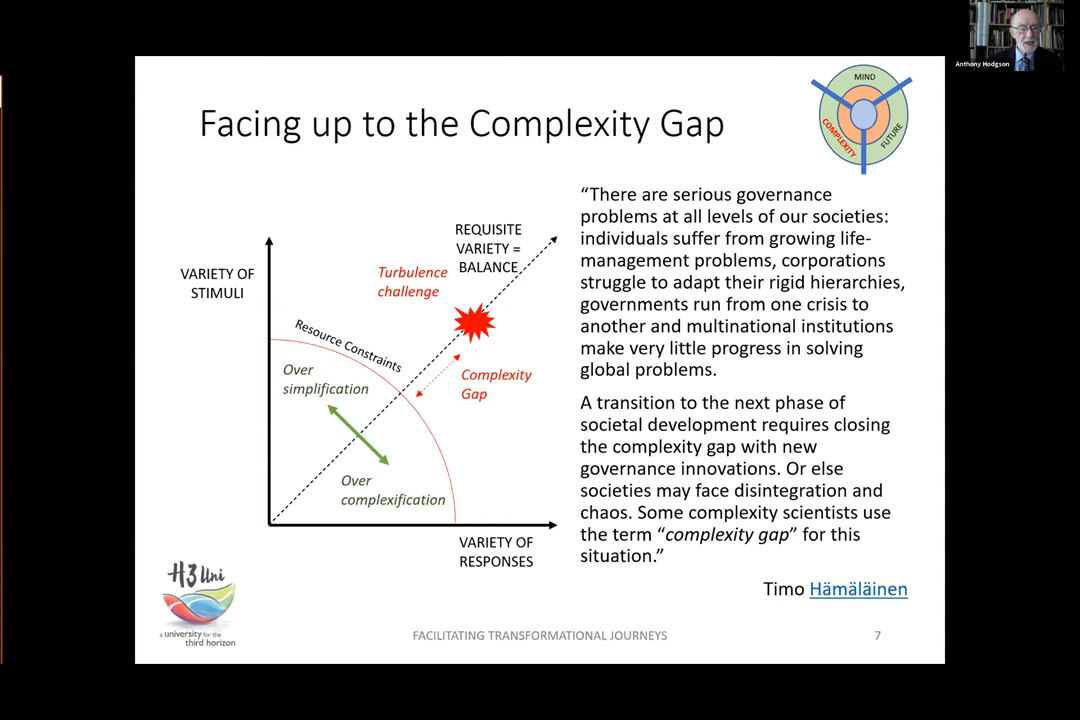 Anthony Hodgson
Facing up to the Complexity Gap
MIND
COMPLEXITY
FUTURE
VARIETY OF
STIMULI
REQUISITE
VARIETY =
BALANCE
Turbulence
challenge
Resource Constraints
Over
simplification
Complexity
Gap
Over
complexification
VARIETY OF
RESPONSES
“There are serious governance
problems at all levels of our societies:
individuals suffer from growing life-
management problems, corporations
struggle to adapt their rigid hierarchies,
governments run from one crisis to
another and multinational institutions
make very little progress in solving
global problems.
A transition to the next phase of
societal development requires closing
the complexity gap with new
governance innovations. Or else
societies may face disintegration and
chaos. Some complexity scientists use
the term “complexity gap” for this
situation.”
Timo Hämäläinen
H3Uni
a university for the
third horizon
FACILITATING TRANSFORMATIONAL JOURNEYS
7